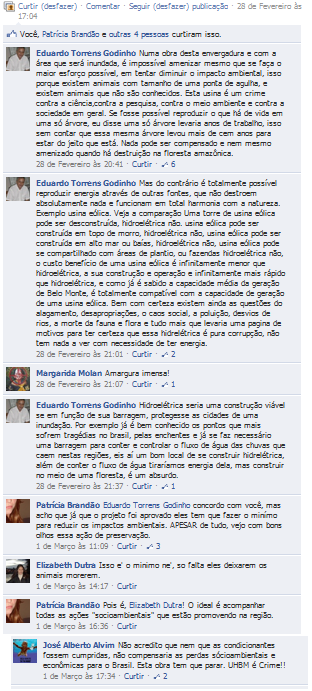 Curtir (desfazer) · Comentar · Seguir (desfazer) publicação · 28 de Fevereiro às
17:04
Você, Patrícia Brandão e outras 4 pessoas curtiram isso.
Eduardo Torrens Godinho Numa obra desta envergadura e com a
área que será inundada, é impossível amenizar mesmo que se faça o
maior esforço possível, em tentar diminuir o impacto ambiental, isso
porque existem animais com tamanho de uma ponta de agulha, e
existem animais que não são conhecidos. Esta usina é um crime
contra a ciência,contra a pesquisa, contra o meio ambiente e contra a
sociedade em geral. Se fosse possível reproduzir o que há de vida em
uma só árvore, eu disse uma só árvore levaria anos de trabalho, isso
sem contar que essa mesma árvore levou mais de cem anos para
estar do jeito que está. Nada pode ser compensado e nem mesmo
amenizado quando há destruição na floresta amazônica.
28 de Fevereiro às 20:41 · Curtir · 6
Eduardo Torrens Godinho Mas do contrário é totalmente possível
reproduzir energia através de outras fontes, que não destroem
absolutamente nada e funcionam em total harmonia com a natureza.
Exemplo usina eólica. Veja a comparação Uma torre de usina eólica
pode ser desconstruída, hidroelétrica não. usina eólica pode ser
construída em topo de morro, hidroelétrica não, usina eólica pode ser
construída em alto mar ou baías, hidroelétrica não, usina eólica pode
se compartilhado com áreas de plantio, ou fazendas hidroelétrica não,
o custo benefício de uma usina eólica é infinitamente menor que
hidroelétrica, a sua construção e operação e infinitamente mais rápido
que hidroelétrica, e como já é sabido a capacidade média da geração
de Belo Monte, é totalmente compatível com a capacidade de geração
de uma usina eólica. Bem com certeza existem ainda as questões do
alagamento, desapropriações, o caos social, a poluição, desvios de
rios, a morte da fauna e flora e tudo mais que levaria uma pagina de
motivos para ter certeza que essa hidrelétrica é pura corrupção, não
tem nada a ver com necessidade de ter energia.
28 de Fevereiro às 21:01 · Curtir · 2
Margarida Molan Amargura imensa!
28 de Fevereiro às 21:07 · Curtir · 1
Eduardo Torrens Godinho Hidroelétrica seria uma construção viável
se em função de sua barragem, protegesse as cidades de uma
inundação. Por exemplo já é bem conhecido os pontos que mais
sofrem tragédias no brasil, pelas enchentes e já se faz necessário
uma barragem para conter e controlar o fluxo de água das chuvas que
caem nestas regiões, eis aí um bom local de se construir hidrelétrica,
além de conter o fluxo de água tiraríamos energia dela, mas construir
no meio de uma floresta, é um absurdo.
28 de Fevereiro às 21:37 · Curtir · 1
Patrícia Brandão Eduardo Torrens Godinho concordo com você, mas
acho que já que o projeto foi aprovado eles tem que fazer o mínimo
para reduzir os impactos ambientais. APESAR de tudo, vejo com bons
olhos essa ação de preservação.
1 de Março às 11:09 · Curtir · 3
Elizabeth Dutra Isso e' o minimo ne', so falta eles deixarem os
animais morerem.
1 de Março às 14:17 · Curtir
Patrícia Brandão Pois é, Elizabeth Dutra! O ideal é acompanhar
todas as ações "socioambientais" que estão promovendo na região.
1 de Março às 16:36 · Curtir
José Alberto Alvim Não acredito que nem que as condicionantes
fossem cumpridas, não compensaria as perdas sócioambientais e
econômicas para o Brasil. Esta obra tem que parar. UHBM é Crime!!
1 de Março às 17:34 · Curtir · 2